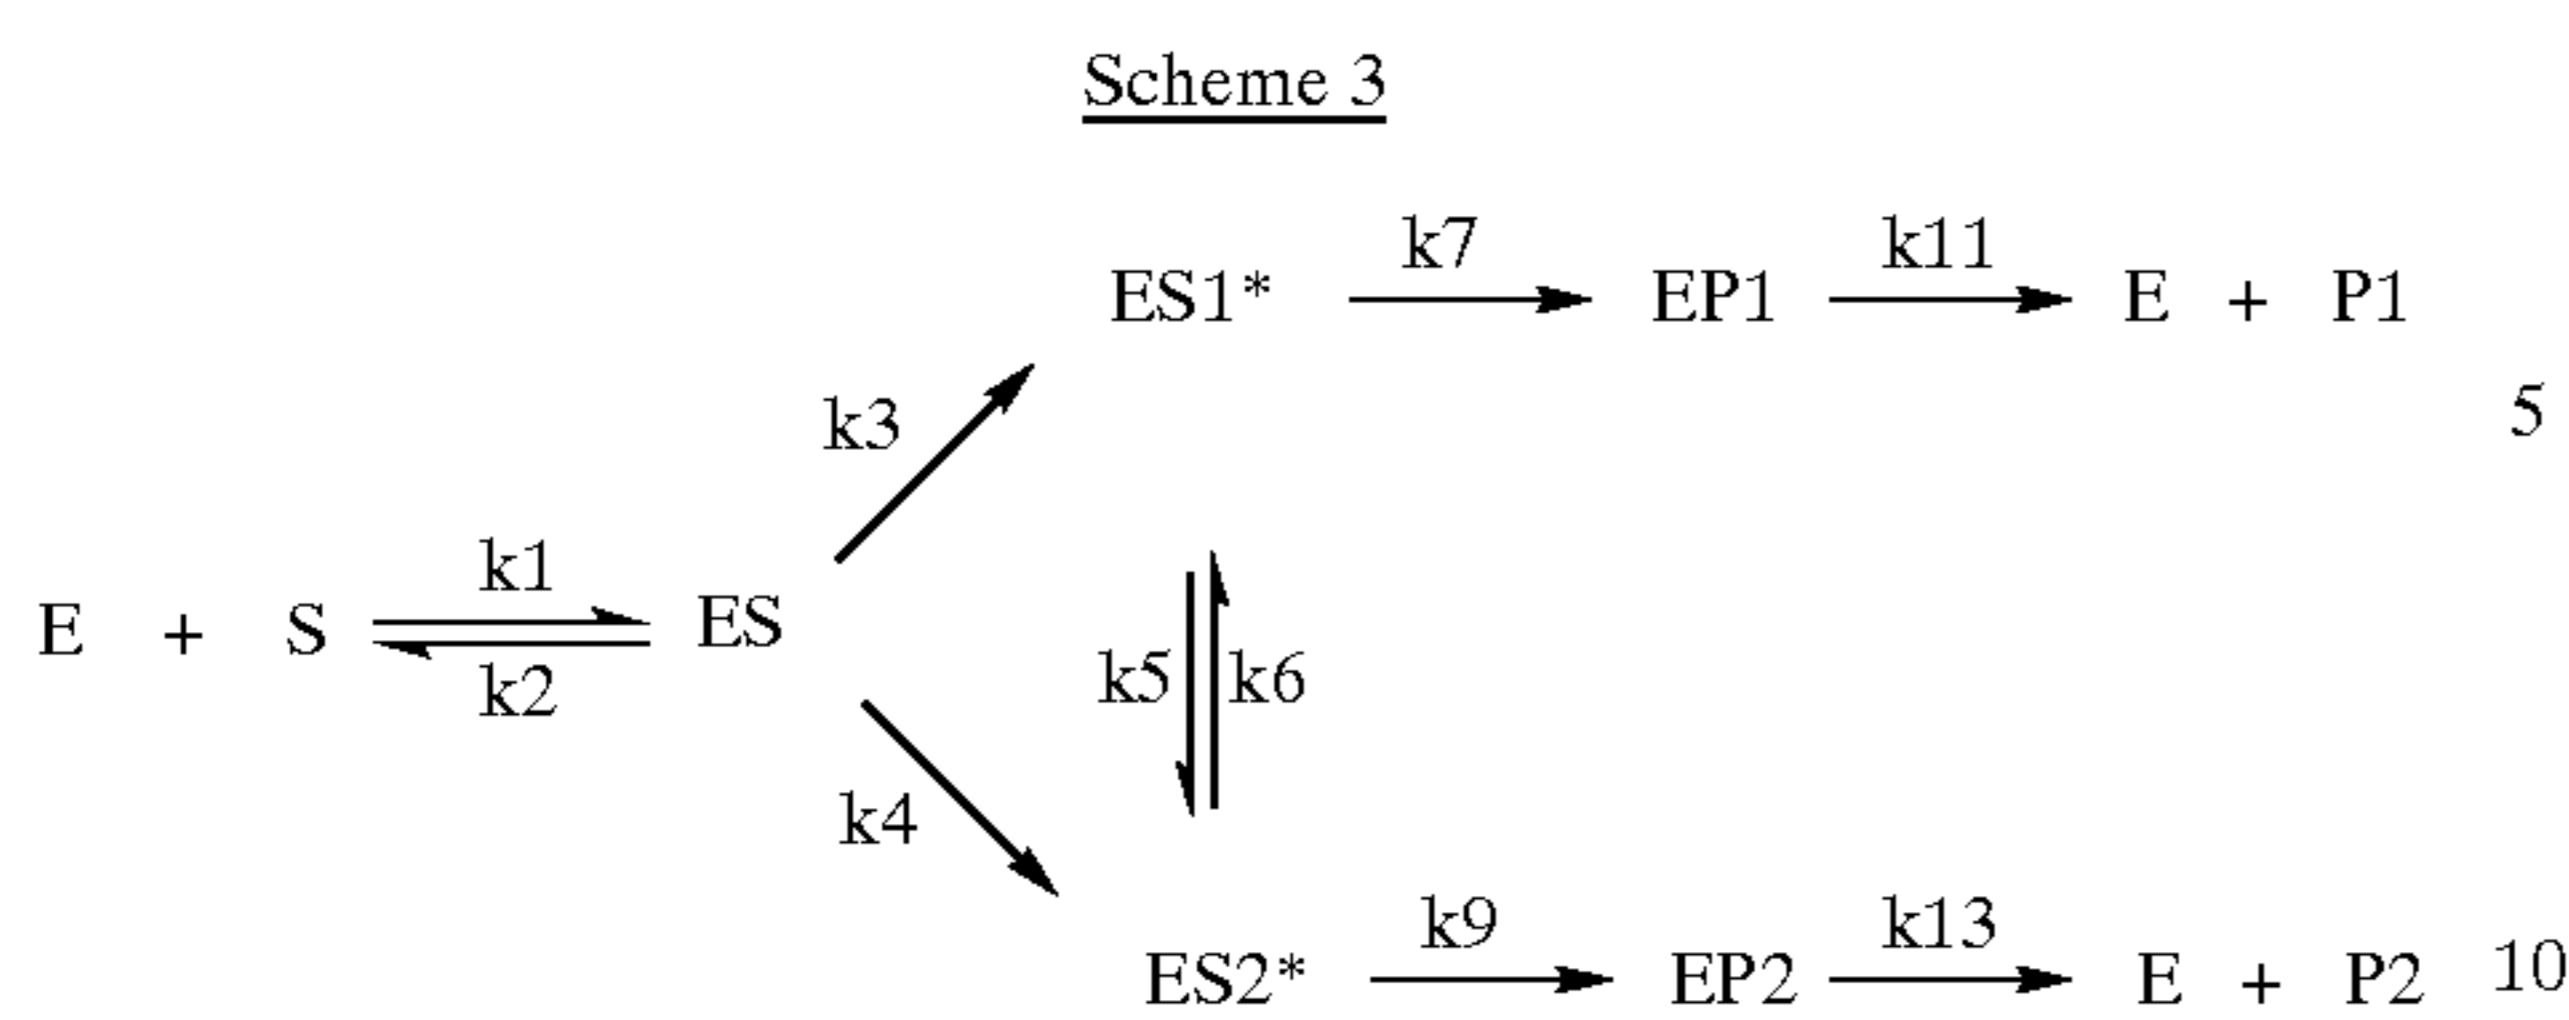 Scheme 3
k7 k11
ES1* EP1 E + P1
k3 5
k1
E + S ES
k2 k5 k6
k4
k9 k13
ES2* EP2 E + P2 10